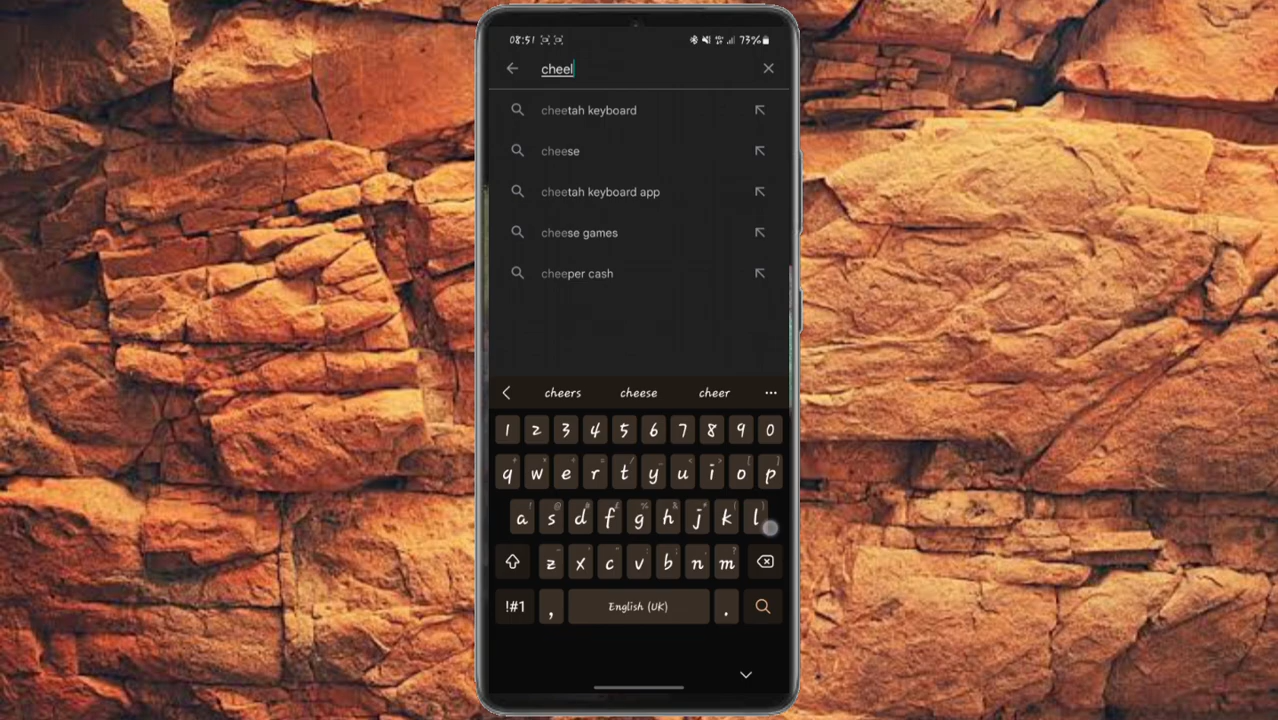 08:51 73%
cheel
cheetah keyboard
cheese
cheetah keyboard app
cheese games
cheeper cash
cheers cheese cheer ...
1 2 3 4 5 6 7 8 9 0
q w e r t y u i o p
a s d f g h j k l
z x c v b n m
!#1 , English (UK) .